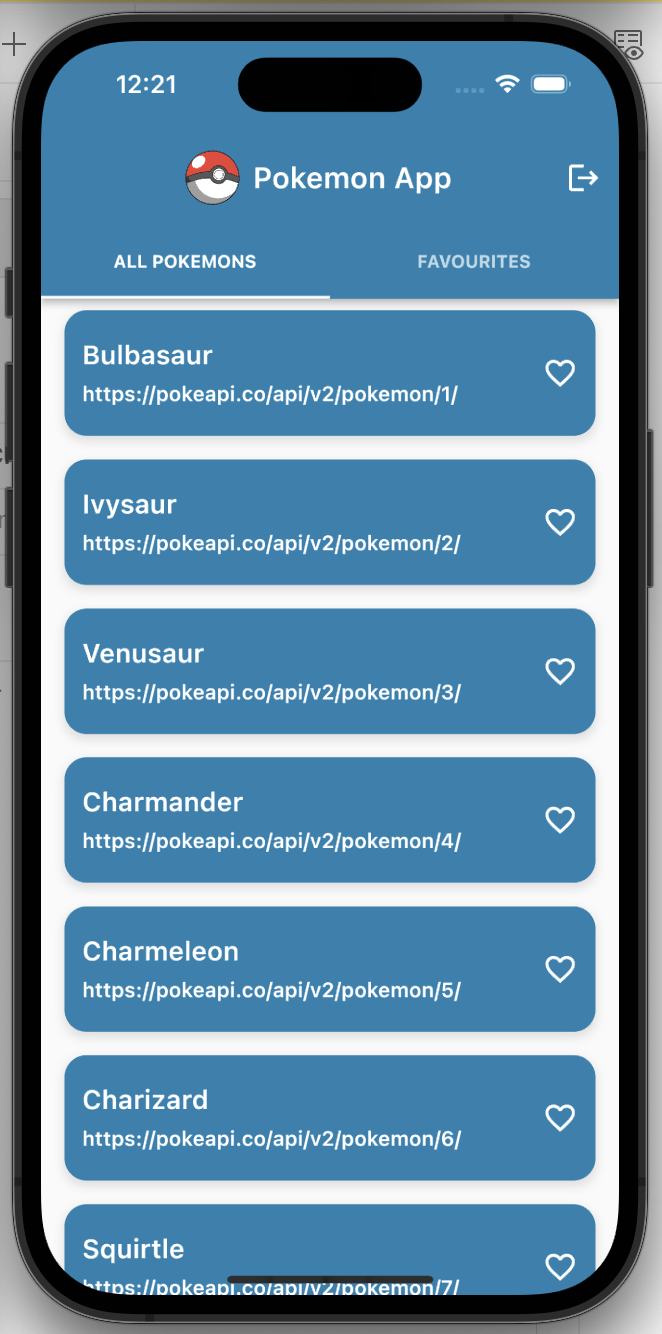 12:21
Pokemon App
ALL POKEMONS
FAVOURITES
Bulbasaur
https://pokeapi.co/api/v2/pokemon/1/
Ivysaur
https://pokeapi.co/api/v2/pokemon/2/
Venusaur
https://pokeapi.co/api/v2/pokemon/3/
Charmander
https://pokeapi.co/api/v2/pokemon/4/
Charmeleon
https://pokeapi.co/api/v2/pokemon/5/
Charizard
https://pokeapi.co/api/v2/pokemon/6/
Squirtle
https://pokeapi.co/api/v2/pokemon/7/